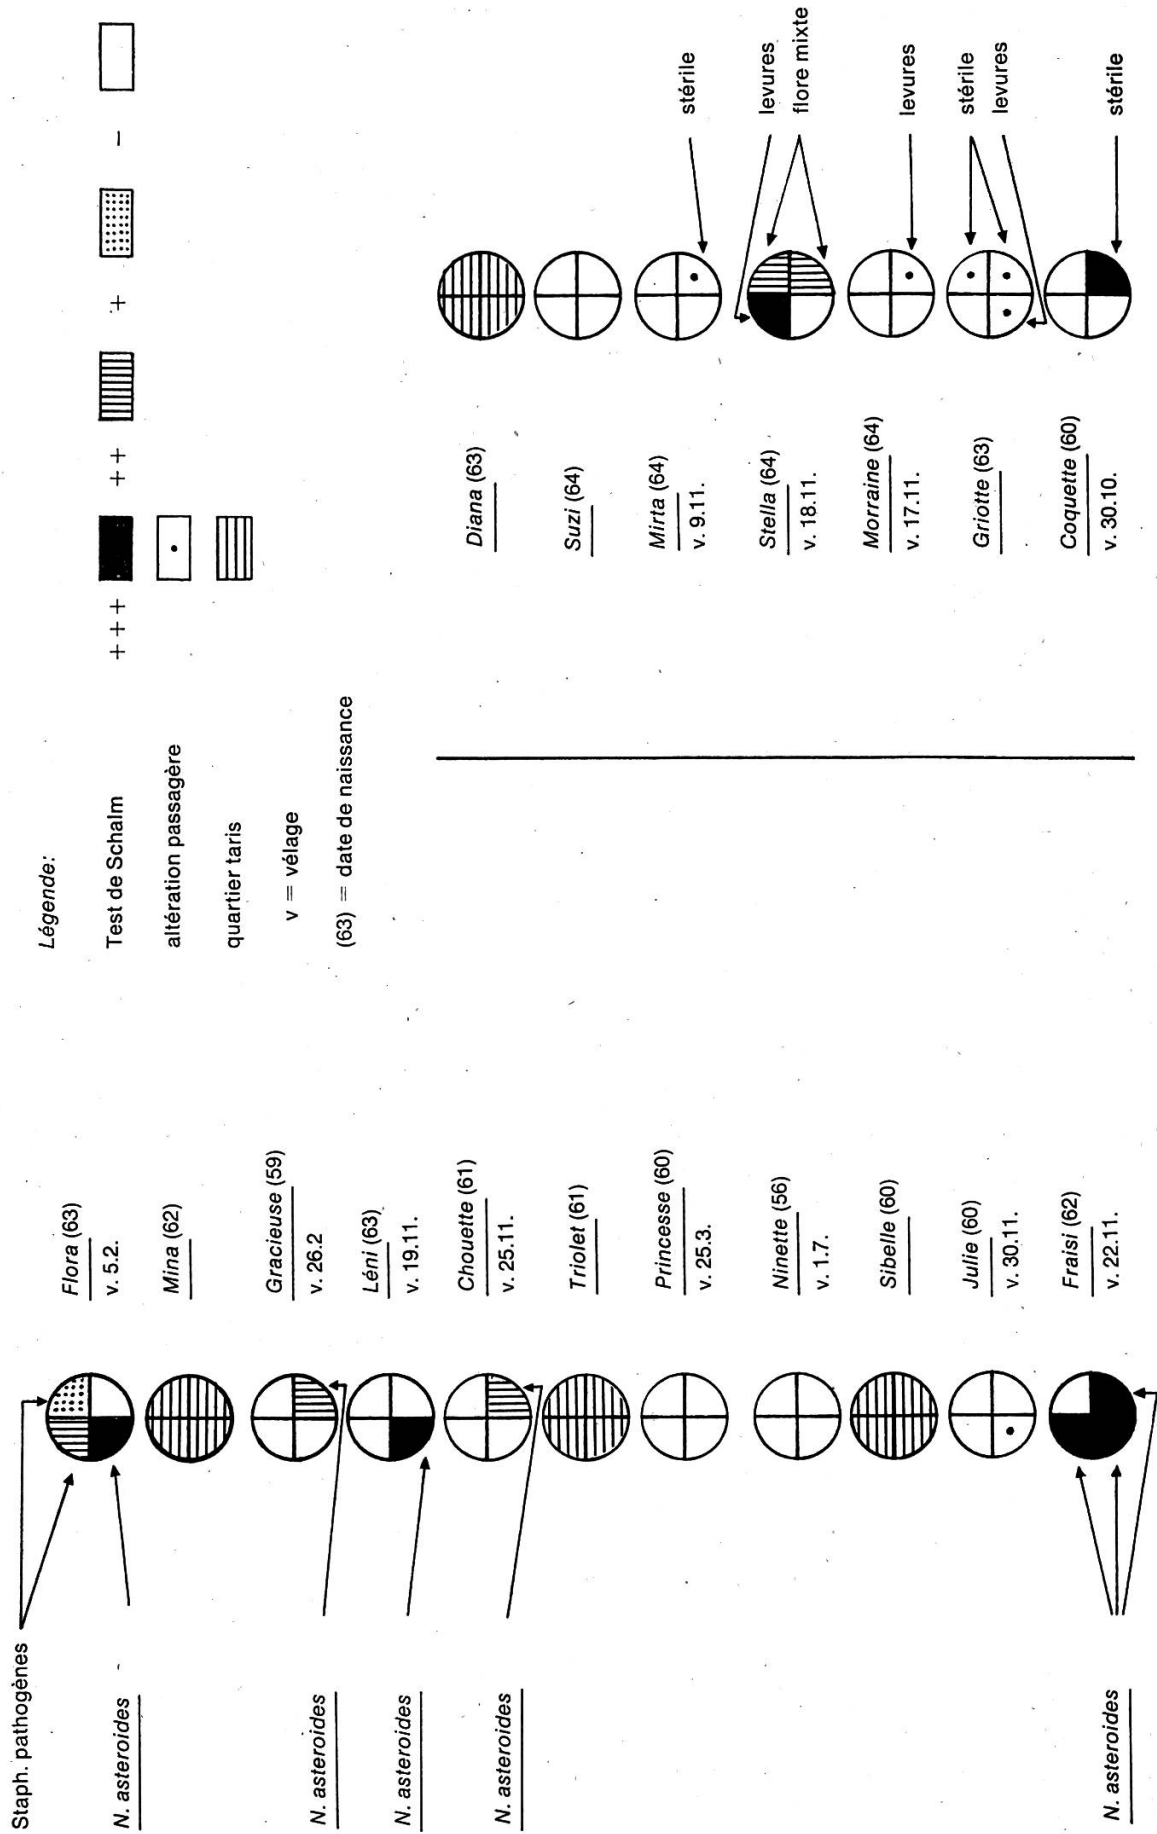 Légende:
Test de Schalm +++ ++ + −
altération passagère
quartier taris
v = vélage
(63) = date de naissance
Staph. pathogènes
Flora (63)
v. 5.2.
N. asteroides
Mina (62)
Gracieuse (59)
v. 26.2
N. asteroides
Léni (63)
v. 19.11.
N. asteroides
Chouette (61)
v. 25.11.
N. asteroides
Triolet (61)
Princesse (60)
v. 25.3.
Ninette (56)
v. 1.7.
Sibelle (60)
Julie (60)
v. 30.11.
Fraisi (62)
v. 22.11.
N. asteroides
Diana (63)
Suzi (64)
Mirta (64)
v. 9.11.
stérile
Stella (64)
v. 18.11.
levures
flore mixte
Morraine (64)
v. 17.11.
levures
Griotte (63)
stérile
levures
Coquette (60)
v. 30.10.
stérile